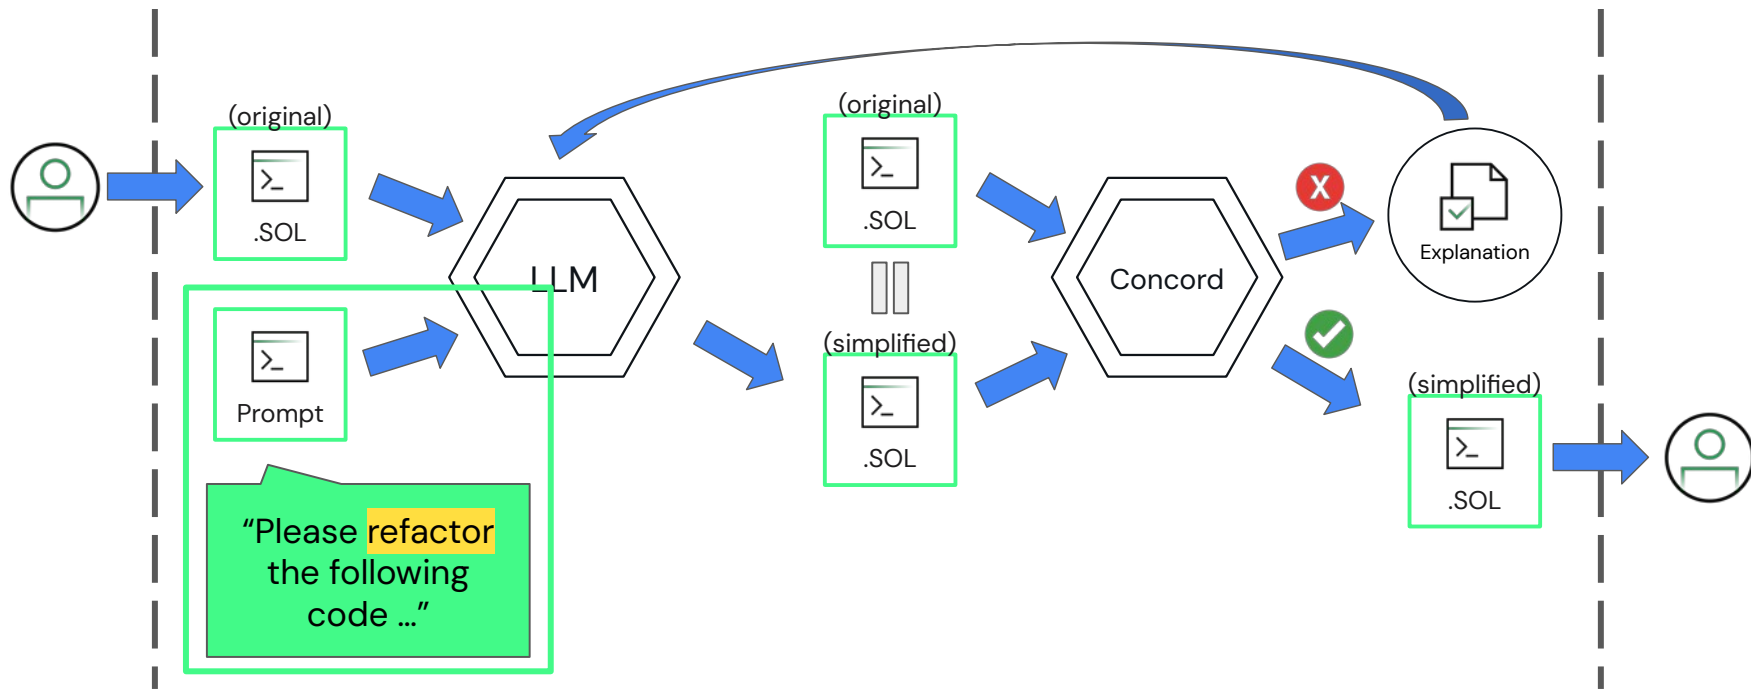 (original)
>_
.SOL
>_
Prompt
“Please refactor
the following
code ...”
LLM
(original)
>_
.SOL
(simplified)
>_
.SOL
Concord
X
Explanation
(simplified)
>_
.SOL